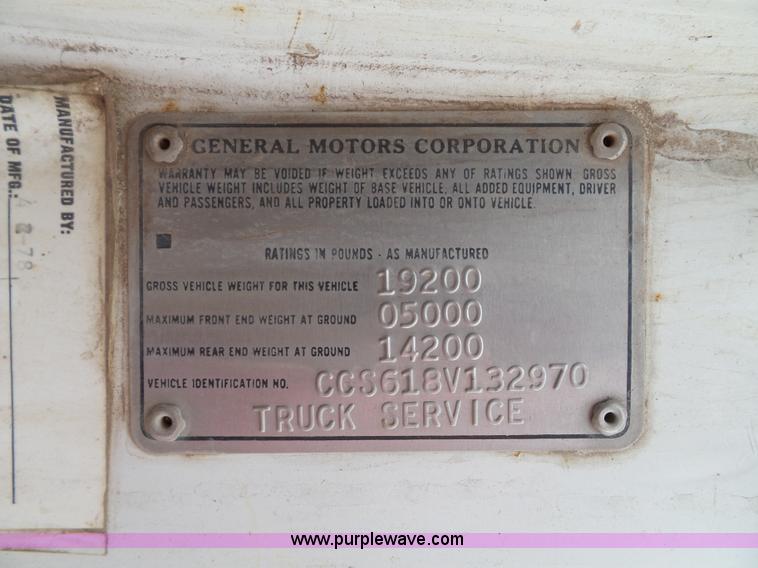 MANUFACTURED BY:
DATE OF MFG.:
GENERAL MOTORS CORPORATION
WARRANTY MAY BE VOIDED IF WEIGHT EXCEEDS ANY OF RATINGS SHOWN. GROSS
VEHICLE WEIGHT INCLUDES WEIGHT OF BASE VEHICLE, ALL ADDED EQUIPMENT, DRIVER
AND PASSENGERS, AND ALL PROPERTY LOADED INTO OR ONTO VEHICLE.
RATINGS IN POUNDS - AS MANUFACTURED
GROSS VEHICLE WEIGHT FOR THIS VEHICLE 19200
MAXIMUM FRONT END WEIGHT AT GROUND 05000
MAXIMUM REAR END WEIGHT AT GROUND 14200
VEHICLE IDENTIFICATION NO. CCS618V132970
TRUCK SERVICE
www.purplewave.com